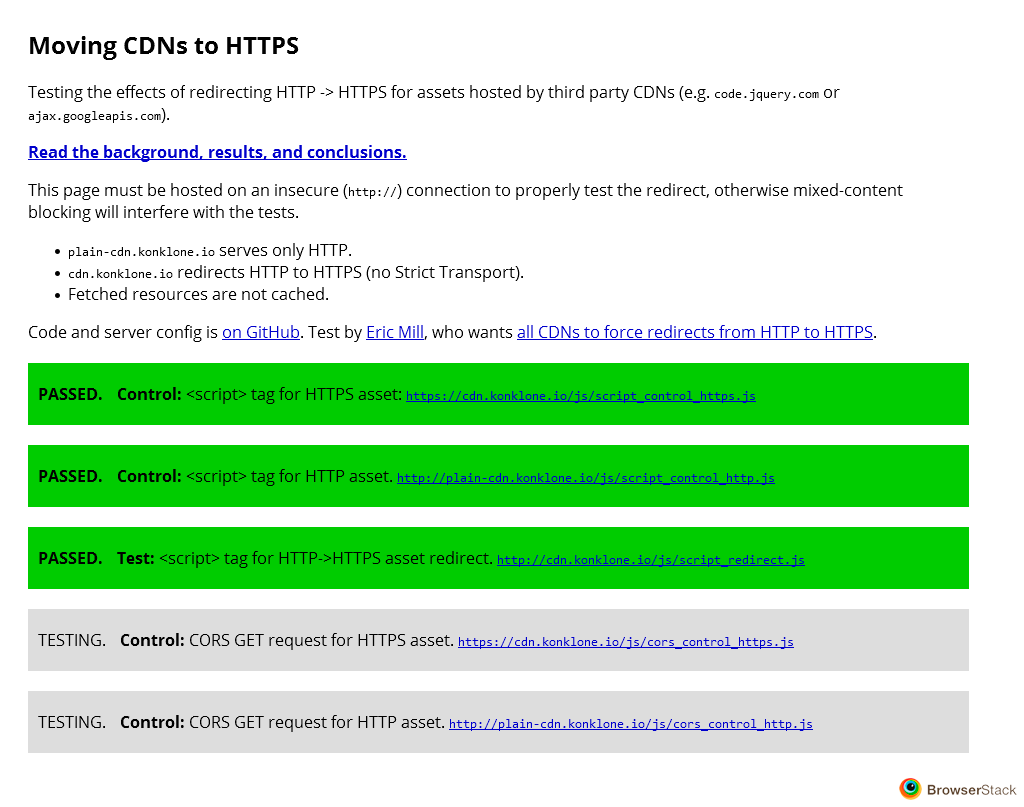 Moving CDNs to HTTPS
Testing the effects of redirecting HTTP -> HTTPS for assets hosted by third party CDNs (e.g. code.jquery.com or
ajax.googleapis.com).
Read the background, results, and conclusions.
This page must be hosted on an insecure (http://) connection to properly test the redirect, otherwise mixed-content
blocking will interfere with the tests.
• plain-cdn.konklone.io serves only HTTP.
• cdn.konklone.io redirects HTTP to HTTPS (no Strict Transport).
• Fetched resources are not cached.
Code and server config is on GitHub. Test by Eric Mill, who wants all CDNs to force redirects from HTTP to HTTPS.
PASSED. Control: <script> tag for HTTPS asset: https://cdn.konklone.io/js/script_control_https.js
PASSED. Control: <script> tag for HTTP asset. http://plain-cdn.konklone.io/js/script_control_http.js
PASSED. Test: <script> tag for HTTP->HTTPS asset redirect. http://cdn.konklone.io/js/script_redirect.js
TESTING. Control: CORS GET request for HTTPS asset. https://cdn.konklone.io/js/cors_control_https.js
TESTING. Control: CORS GET request for HTTP asset. http://plain-cdn.konklone.io/js/cors_control_http.js
BrowserStack